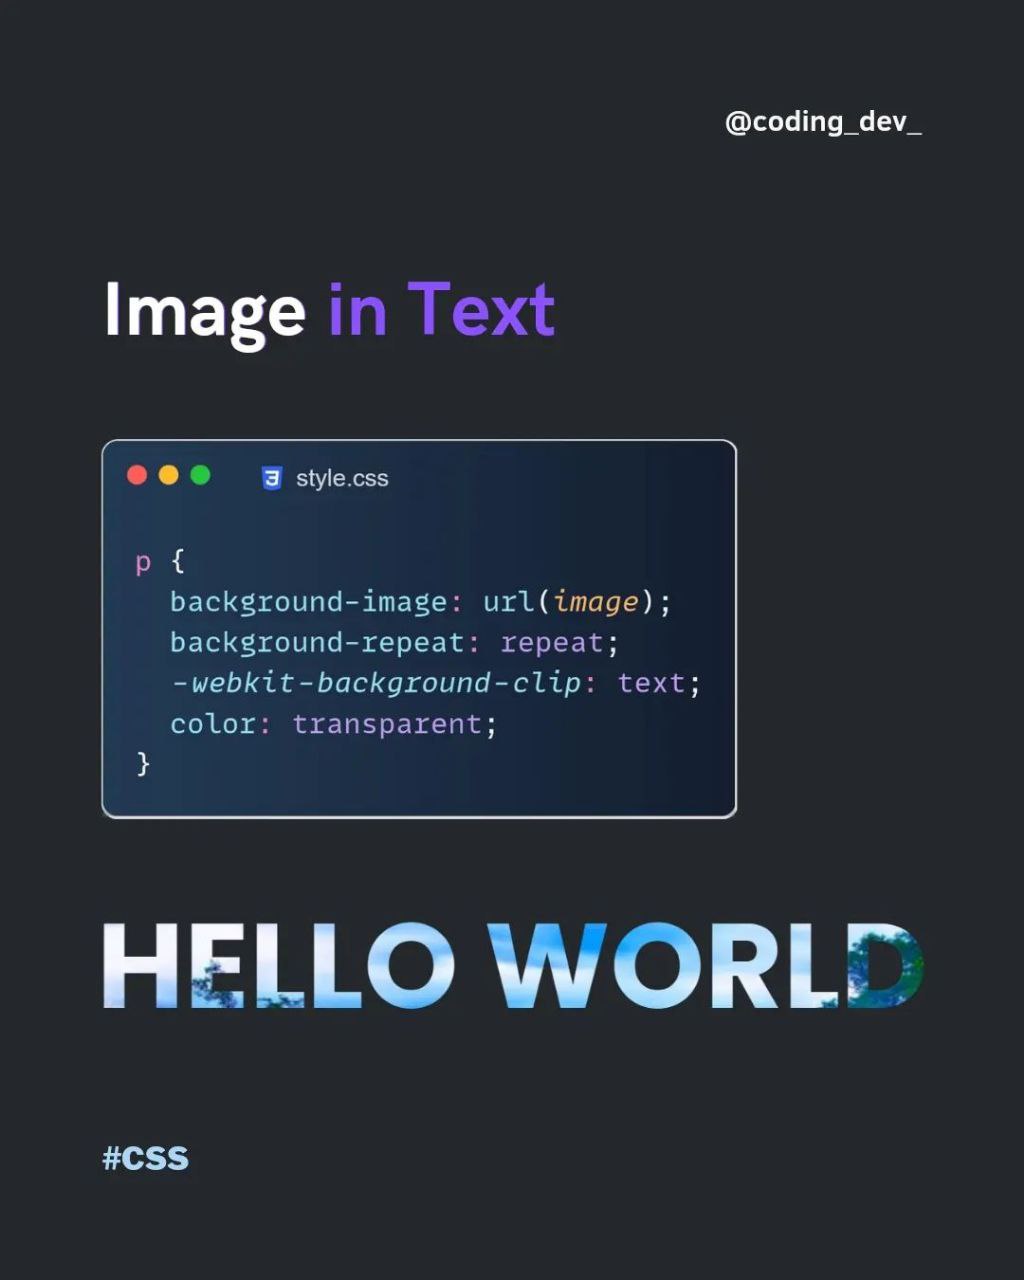 @coding_dev_
Image in Text
style.css
p {
  background-image: url(image);
  background-repeat: repeat;
  -webkit-background-clip: text;
  color: transparent;
}
HELLO WORLD
#CSS